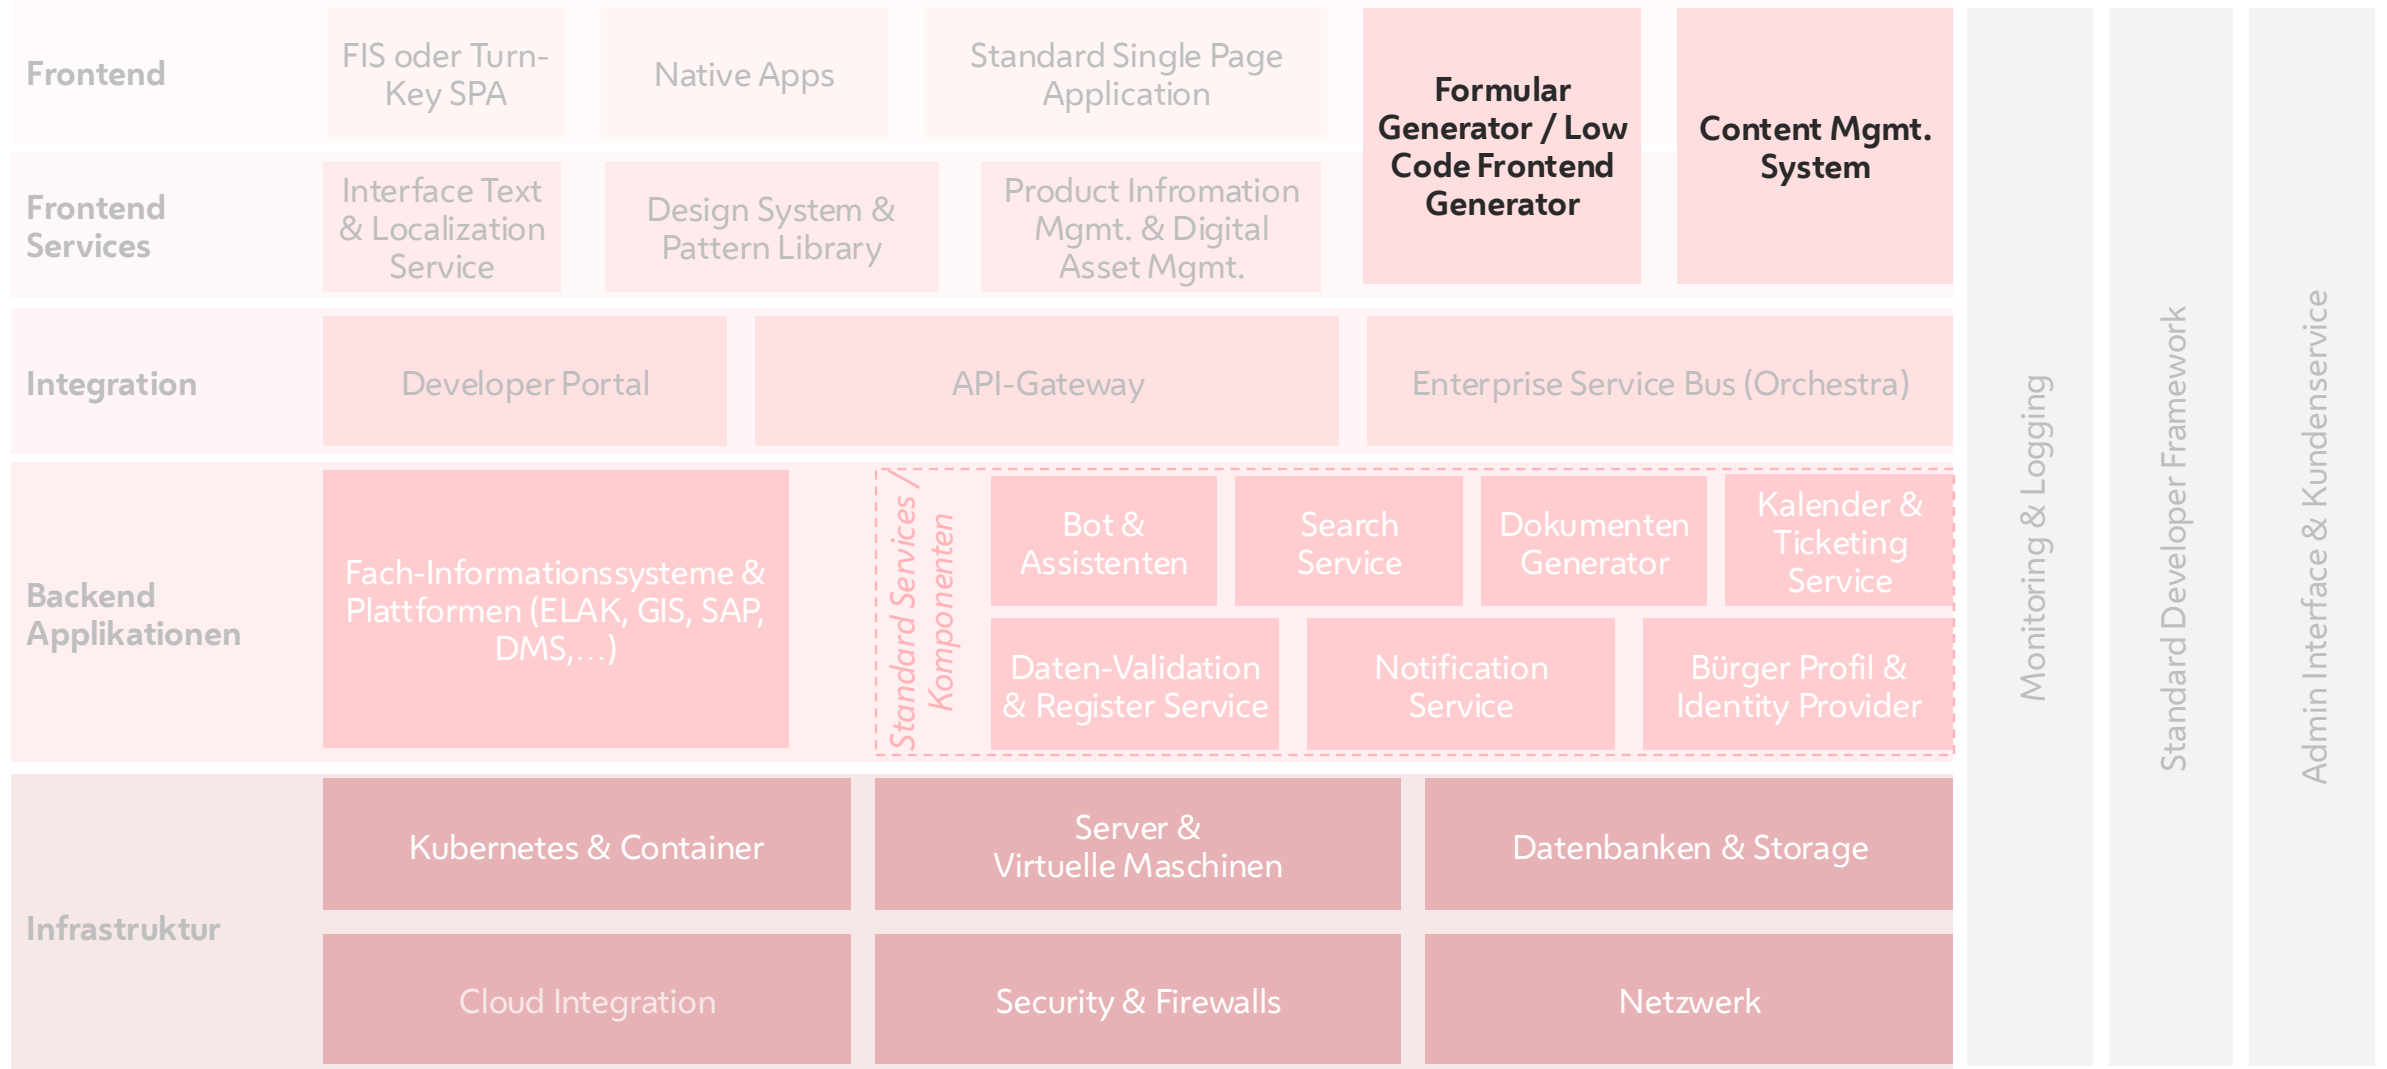 Frontend
FIS oder Turn-
Key SPA
Native Apps
Standard Single Page
Application
Formular
Generator / Low
Code Frontend
Generator
Content Mgmt.
System
Frontend
Services
Interface Text
& Localization
Service
Design System &
Pattern Library
Product Infromation
Mgmt. & Digital
Asset Mgmt.
Integration
Developer Portal
API-Gateway
Enterprise Service Bus (Orchestra)
Backend
Applikationen
Fach-Informationssysteme &
Plattformen (ELAK, GIS, SAP,
DMS,...)
Standard Services /
Komponenten
Bot &
Assistenten
Search
Service
Dokumenten
Generator
Kalender &
Ticketing
Service
Daten-Validation
& Register Service
Notification
Service
Bürger Profil &
Identity Provider
Infrastruktur
Kubernetes & Container
Server &
Virtuelle Maschinen
Datenbanken & Storage
Cloud Integration
Security & Firewalls
Netzwerk
Monitoring & Logging
Standard Developer Framework
Admin Interface & Kundenservice